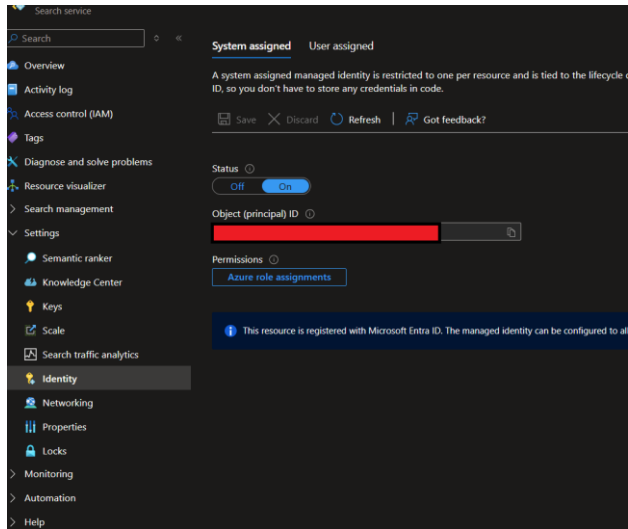 Search service
Search
Overview
Activity log
Access control (IAM)
Tags
Diagnose and solve problems
Resource visualizer
Search management
Settings
Semantic ranker
Knowledge Center
Keys
Scale
Search traffic analytics
Identity
Networking
Properties
Locks
Monitoring
Automation
Help
System assigned User assigned
A system assigned managed identity is restricted to one per resource and is tied to the lifecycle
ID, so you don't have to store any credentials in code.
Save Discard Refresh Got feedback?
Status
Off On
Object (principal) ID
Permissions
Azure role assignments
This resource is registered with Microsoft Entra ID. The managed identity can be configured to